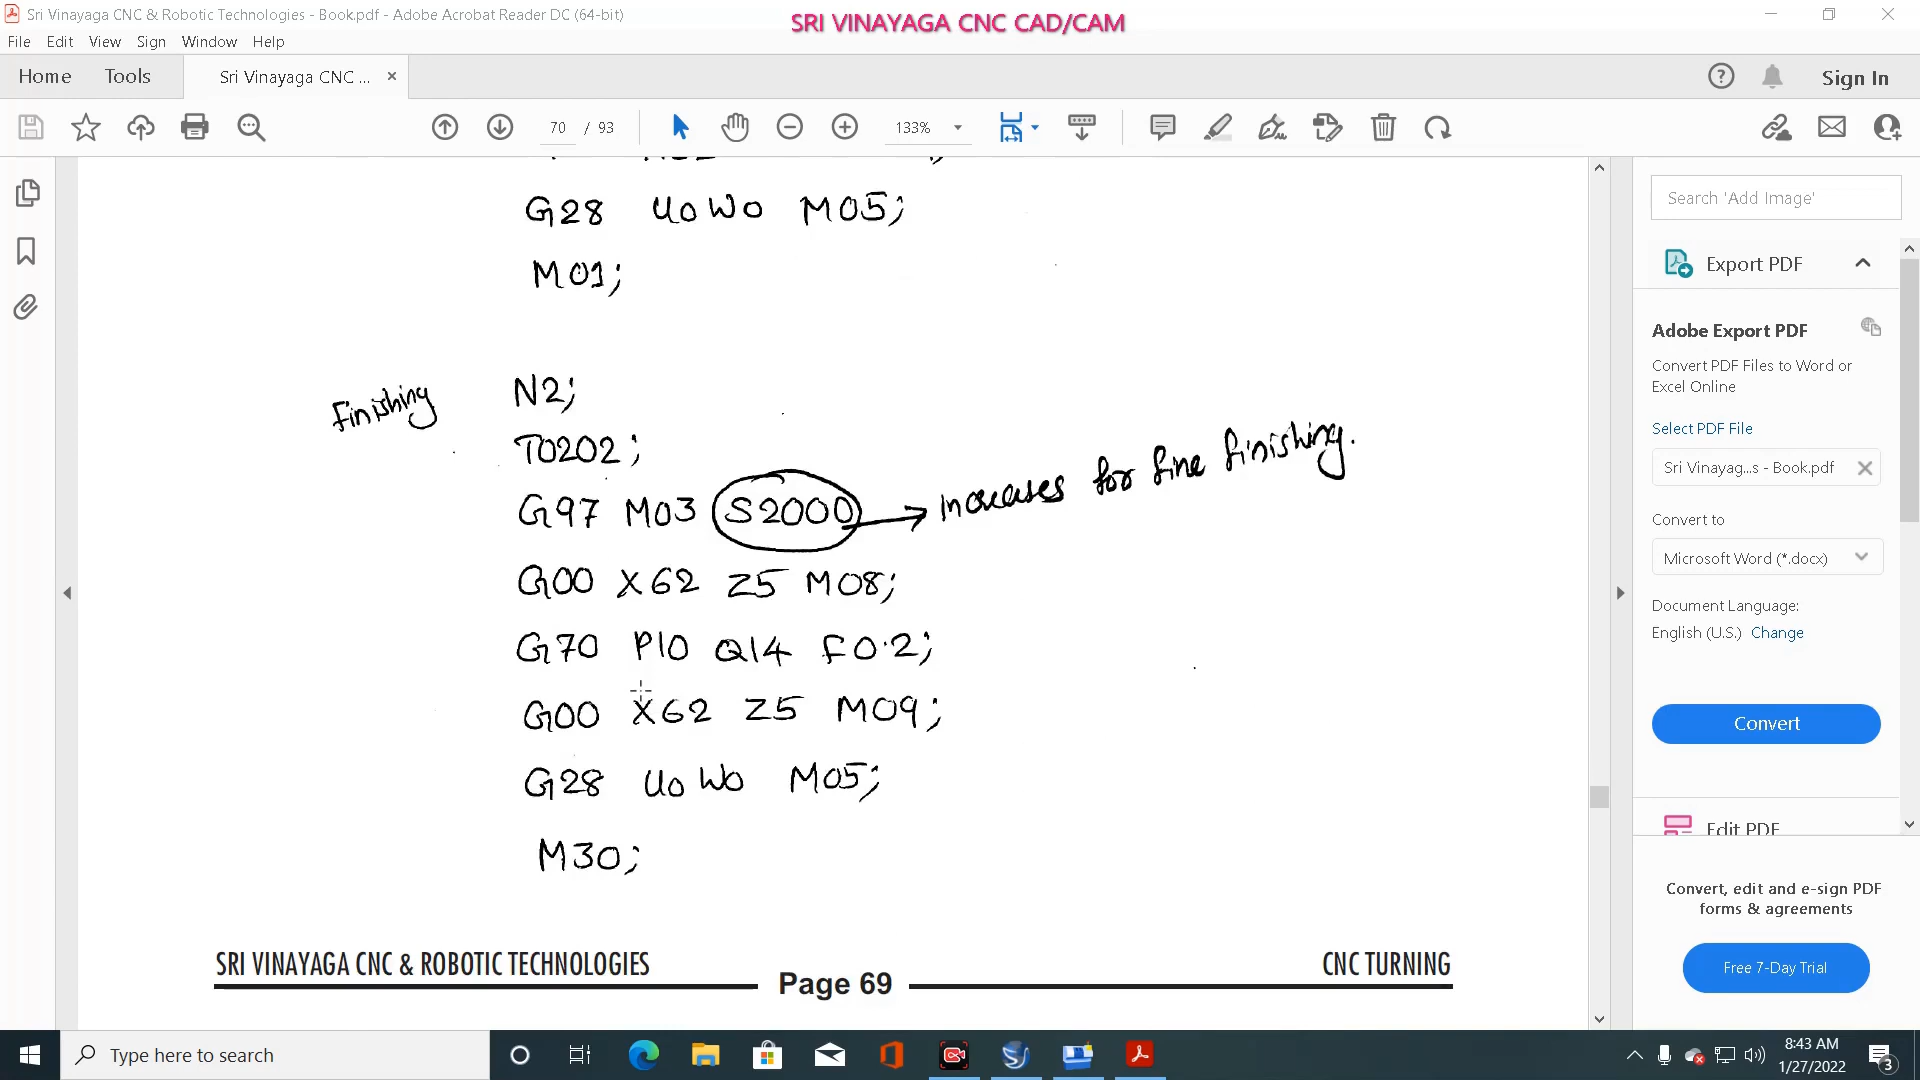 Sri Vinayaga CNC & Robotic Technologies - Book.pdf - Adobe Acrobat Reader DC (64-bit)
SRI VINAYAGA CNC CAD/CAM
File Edit View Sign Window Help
Home Tools Sri Vinayaga CNC ... × Sign In
70 / 93 133%
G28 U0 W0 M05;
M01;
Finishing
N2;
T0202;
G97 M03 S2000 increases for fine finishing.
G00 X62 Z5 M08;
G70 P10 Q14 F0.2;
G00 X62 Z5 M09;
G28 U0 W0 M05;
M30;
SRI VINAYAGA CNC & ROBOTIC TECHNOLOGIES
Page 69
CNC TURNING
Search 'Add Image'
Export PDF
Adobe Export PDF
Convert PDF Files to Word or
Excel Online
Select PDF File
Sri Vinayag...s - Book.pdf
Convert to
Microsoft Word (*.docx)
Document Language:
English (U.S.) Change
Convert
Edit PDF
Convert, edit and e-sign PDF
forms & agreements
Free 7-Day Trial
Type here to search
8:43 AM
1/27/2022
3